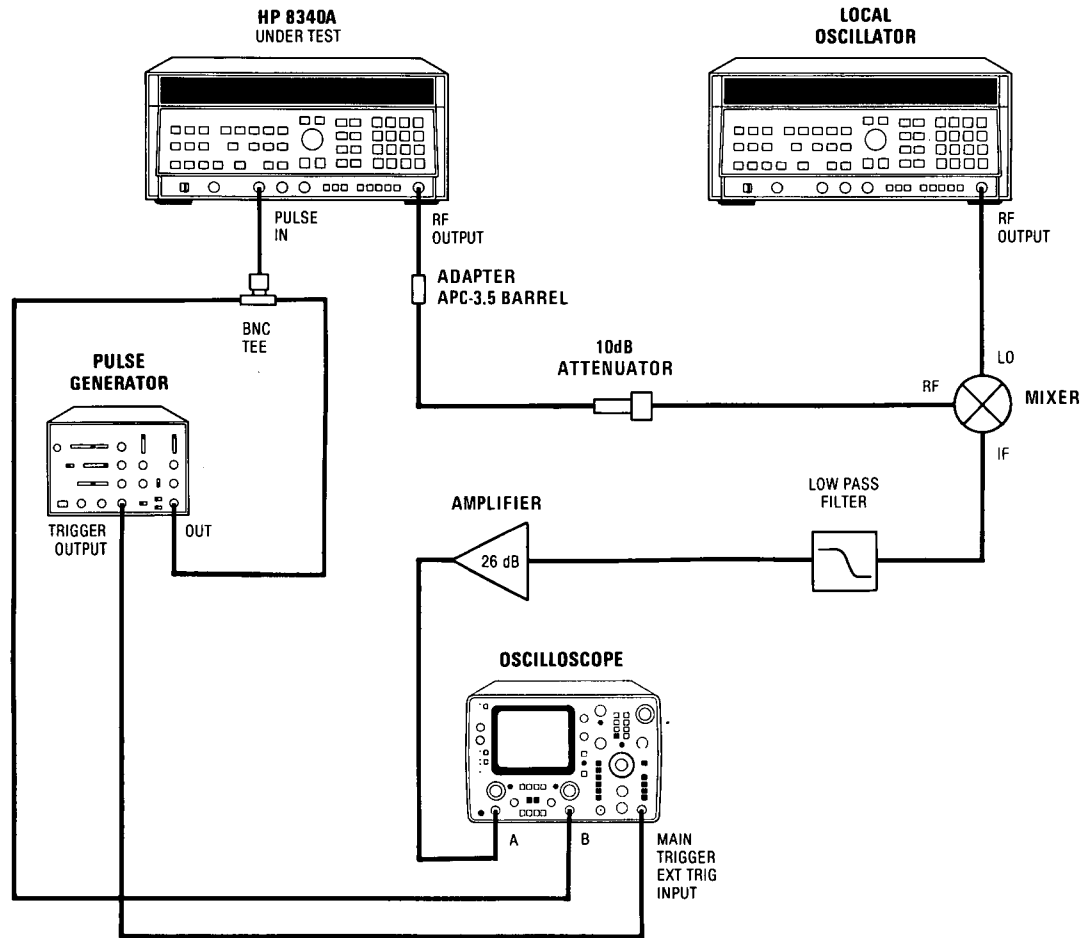 HP 8340A
UNDER TEST
LOCAL
OSCILLATOR
PULSE
IN
RF
OUTPUT
RF
OUTPUT
ADAPTER
APC-3.5 BARREL
BNC
TEE
PULSE
GENERATOR
10dB
ATTENUATOR
LO
RF
MIXER
IF
TRIGGER
OUTPUT
OUT
AMPLIFIER
26 dB
LOW PASS
FILTER
OSCILLOSCOPE
A
B
MAIN
TRIGGER
EXT TRIG
INPUT